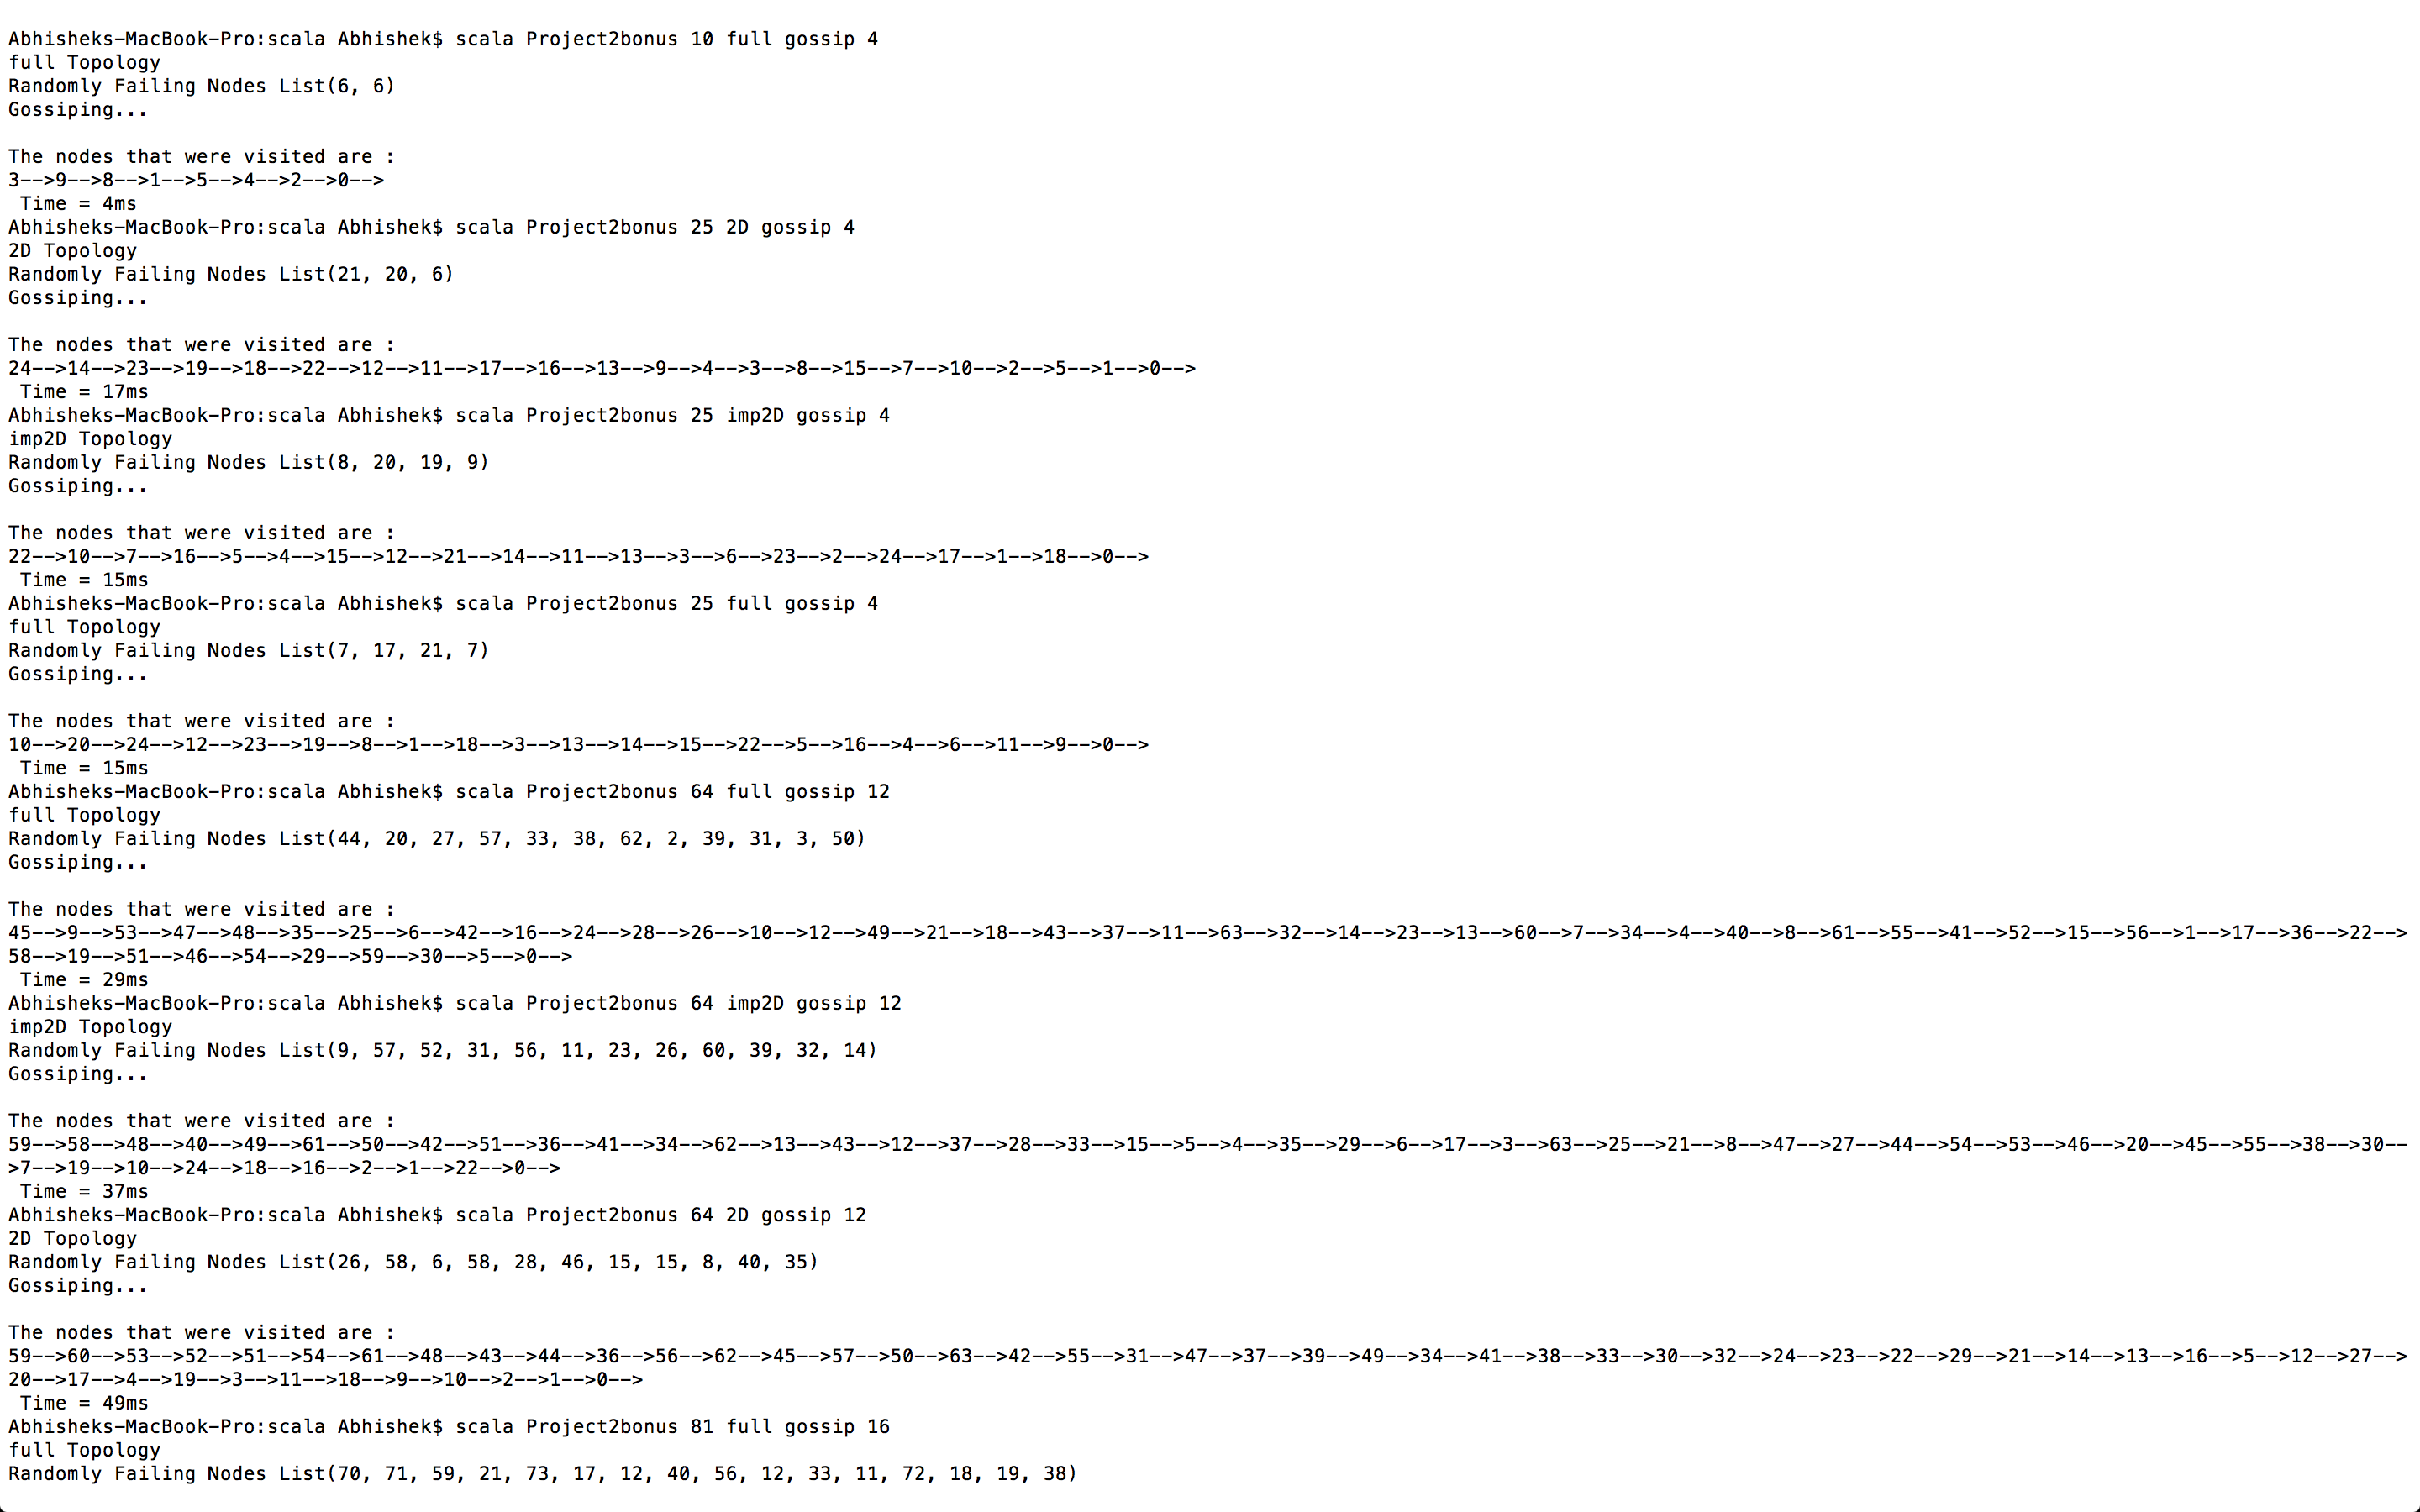 Abhisheks-MacBook-Pro:scala Abhishek$ scala Project2bonus 10 full gossip 4
full Topology
Randomly Failing Nodes List(6, 6)
Gossiping...
The nodes that were visited are :
3-->9-->8-->1-->5-->4-->2-->0-->
Time = 4ms
Abhisheks-MacBook-Pro:scala Abhishek$ scala Project2bonus 25 2D gossip 4
2D Topology
Randomly Failing Nodes List(21, 20, 6)
Gossiping...
The nodes that were visited are :
24-->14-->23-->19-->18-->22-->12-->11-->17-->16-->13-->9-->4-->3-->8-->15-->7-->10-->2-->5-->1-->0-->
Time = 17ms
Abhisheks-MacBook-Pro:scala Abhishek$ scala Project2bonus 25 imp2D gossip 4
imp2D Topology
Randomly Failing Nodes List(8, 20, 19, 9)
Gossiping...
The nodes that were visited are :
22-->10-->7-->16-->5-->4-->15-->12-->21-->14-->11-->13-->3-->6-->23-->2-->24-->17-->1-->18-->0-->
Time = 15ms
Abhisheks-MacBook-Pro:scala Abhishek$ scala Project2bonus 25 full gossip 4
full Topology
Randomly Failing Nodes List(7, 17, 21, 7)
Gossiping...
The nodes that were visited are :
10-->20-->24-->12-->23-->19-->8-->1-->18-->3-->13-->14-->15-->22-->5-->16-->4-->6-->11-->9-->0-->
Time = 15ms
Abhisheks-MacBook-Pro:scala Abhishek$ scala Project2bonus 64 full gossip 12
full Topology
Randomly Failing Nodes List(44, 20, 27, 57, 33, 38, 62, 2, 39, 31, 3, 50)
Gossiping...
The nodes that were visited are :
45-->9-->53-->47-->48-->35-->25-->6-->42-->16-->24-->28-->26-->10-->12-->49-->21-->18-->43-->37-->11-->63-->32-->14-->23-->13-->60-->7-->34-->4-->40-->8-->61-->55-->41-->52-->15-->56-->1-->17-->36-->22-->
58-->19-->51-->46-->54-->29-->59-->30-->5-->0-->
Time = 29ms
Abhisheks-MacBook-Pro:scala Abhishek$ scala Project2bonus 64 imp2D gossip 12
imp2D Topology
Randomly Failing Nodes List(9, 57, 52, 31, 56, 11, 23, 26, 60, 39, 32, 14)
Gossiping...
The nodes that were visited are :
59-->58-->48-->40-->49-->61-->50-->42-->51-->36-->41-->34-->62-->13-->43-->12-->37-->28-->33-->15-->5-->4-->35-->29-->6-->17-->3-->63-->25-->21-->8-->47-->27-->44-->54-->53-->46-->20-->45-->55-->38-->30--
>7-->19-->10-->24-->18-->16-->2-->1-->22-->0-->
Time = 37ms
Abhisheks-MacBook-Pro:scala Abhishek$ scala Project2bonus 64 2D gossip 12
2D Topology
Randomly Failing Nodes List(26, 58, 6, 58, 28, 46, 15, 15, 8, 40, 35)
Gossiping...
The nodes that were visited are :
59-->60-->53-->52-->51-->54-->61-->48-->43-->44-->36-->56-->62-->45-->57-->50-->63-->42-->55-->31-->47-->37-->39-->49-->34-->41-->38-->33-->30-->32-->24-->23-->22-->29-->21-->14-->13-->16-->5-->12-->27-->
20-->17-->4-->19-->3-->11-->18-->9-->10-->2-->1-->0-->
Time = 49ms
Abhisheks-MacBook-Pro:scala Abhishek$ scala Project2bonus 81 full gossip 16
full Topology
Randomly Failing Nodes List(70, 71, 59, 21, 73, 17, 12, 40, 56, 12, 33, 11, 72, 18, 19, 38)